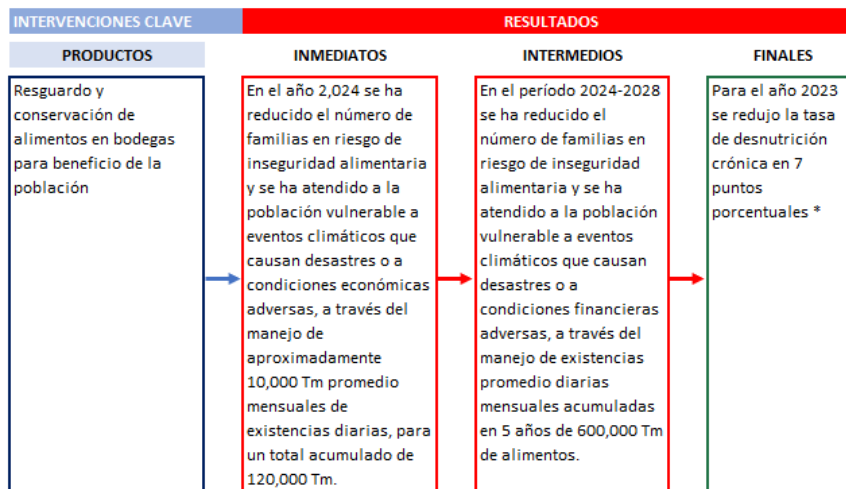 INTERVENCIONES CLAVE
RESULTADOS
PRODUCTOS
INMEDIATOS
INTERMEDIOS
FINALES
Resguardo y
conservación de
alimentos en bodegas
para beneficio de la
población
En el año 2,024 se ha
reducido el número de
familias en riesgo de
inseguridad alimentaria
y se ha atendido a la
población vulnerable a
eventos climáticos que
causan desastres o a
condiciones económicas
adversas, a través del
manejo de
aproximadamente
10,000 Tm promedio
mensuales de
existencias diarias, para
un total acumulado de
120,000 Tm.
En el período 2024-2028
se ha reducido el
número de familias en
riesgo de inseguridad
alimentaria y se ha
atendido a la población
vulnerable a eventos
climáticos que causan
desastres o a
condiciones financieras
adversas, a través del
manejo de existencias
promedio diarias
mensuales acumuladas
en 5 años de 600,000 Tm
de alimentos.
Para el año 2023
se redujo la tasa
de desnutrición
crónica en 7
puntos
porcentuales *